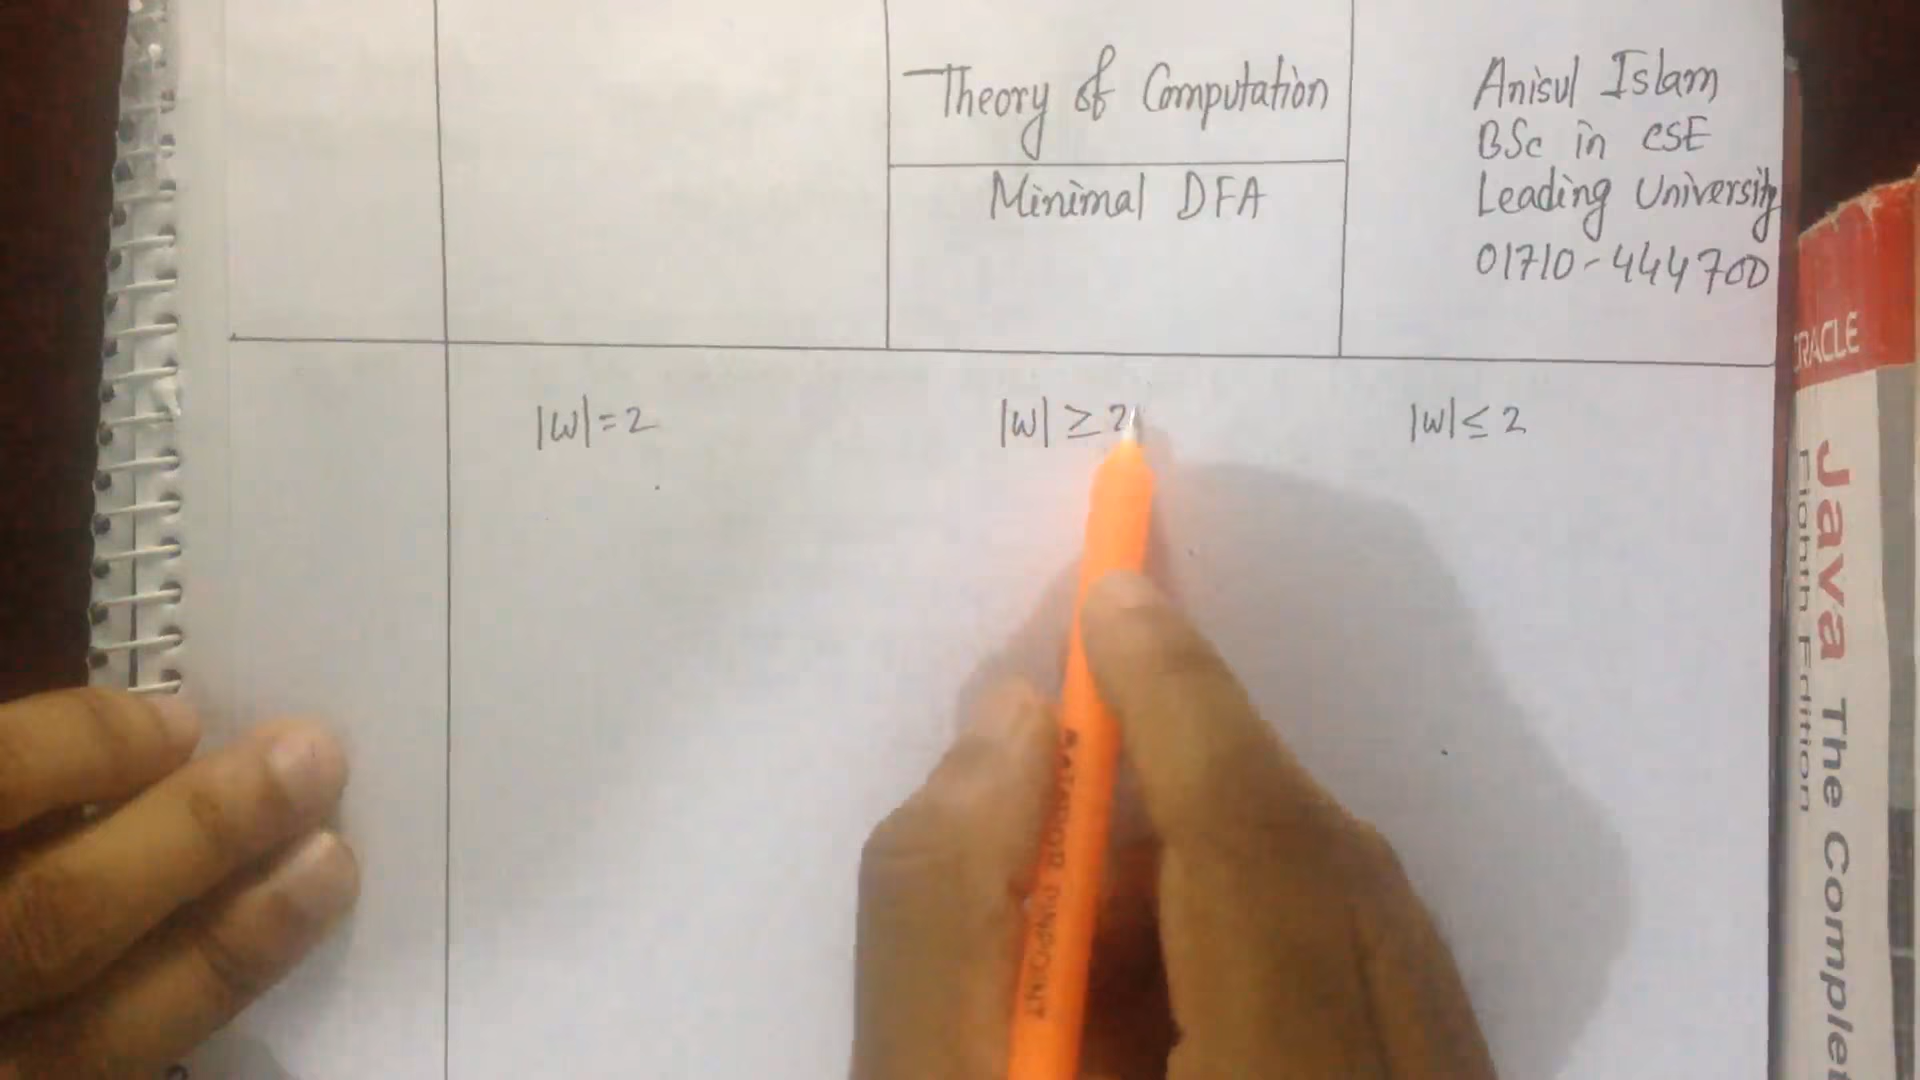 Theory of Computation
Minimal DFA
Anisul Islam
BSc in CSE
Leading University
01710-444700
|w|=2
|w| ≥ 2
|w| ≤ 2
ORACLE
Java The Complet
Eighth Edition